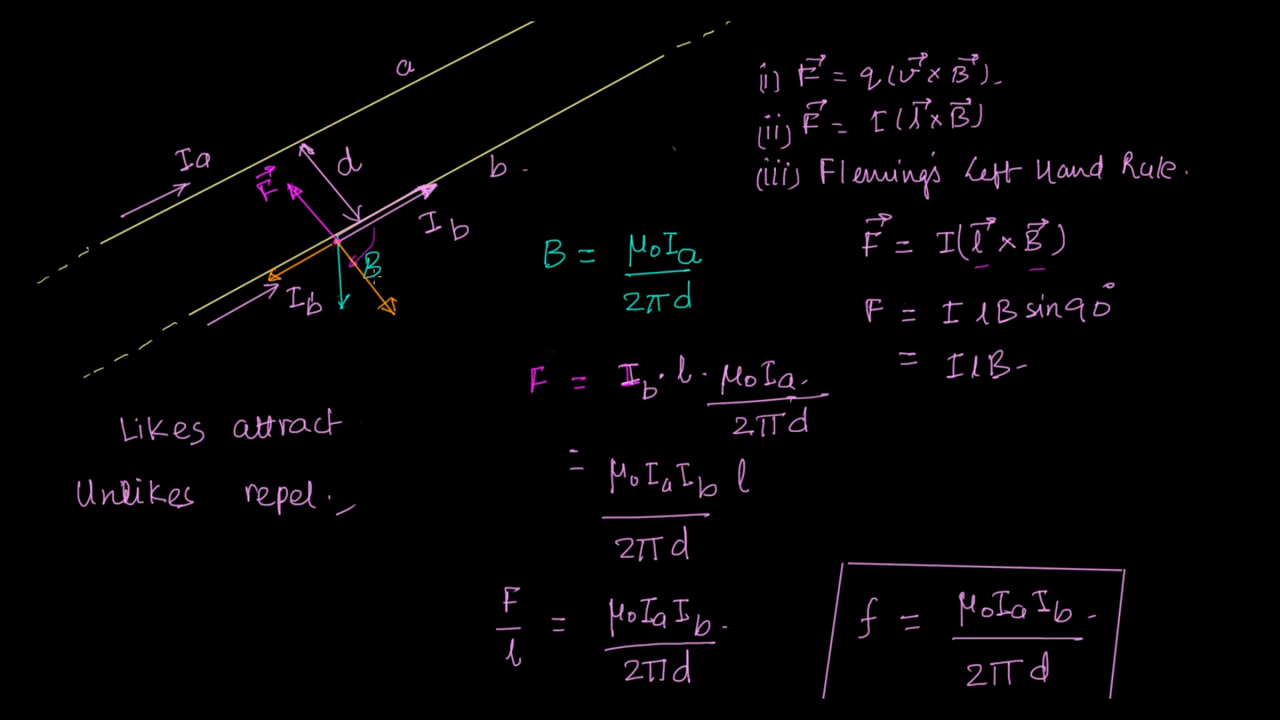 a
Ia
d
F⃗
b -
Ib
B
Ib
Likes attract
Unlikes repel.
(i) F⃗ = q(v⃗ × B⃗).
(ii) F⃗ = I(l⃗ × B⃗)
(iii) Fleming's Left Hand Rule.
F⃗ = I(l⃗ × B⃗)
F = I l B sin 90°
= I l B -
B = μ₀Ia / 2πd
F = Ib · l · μ₀Ia / 2πd
= μ₀IaIb l / 2πd
F / l = μ₀IaIb / 2πd
f = μ₀IaIb / 2πd